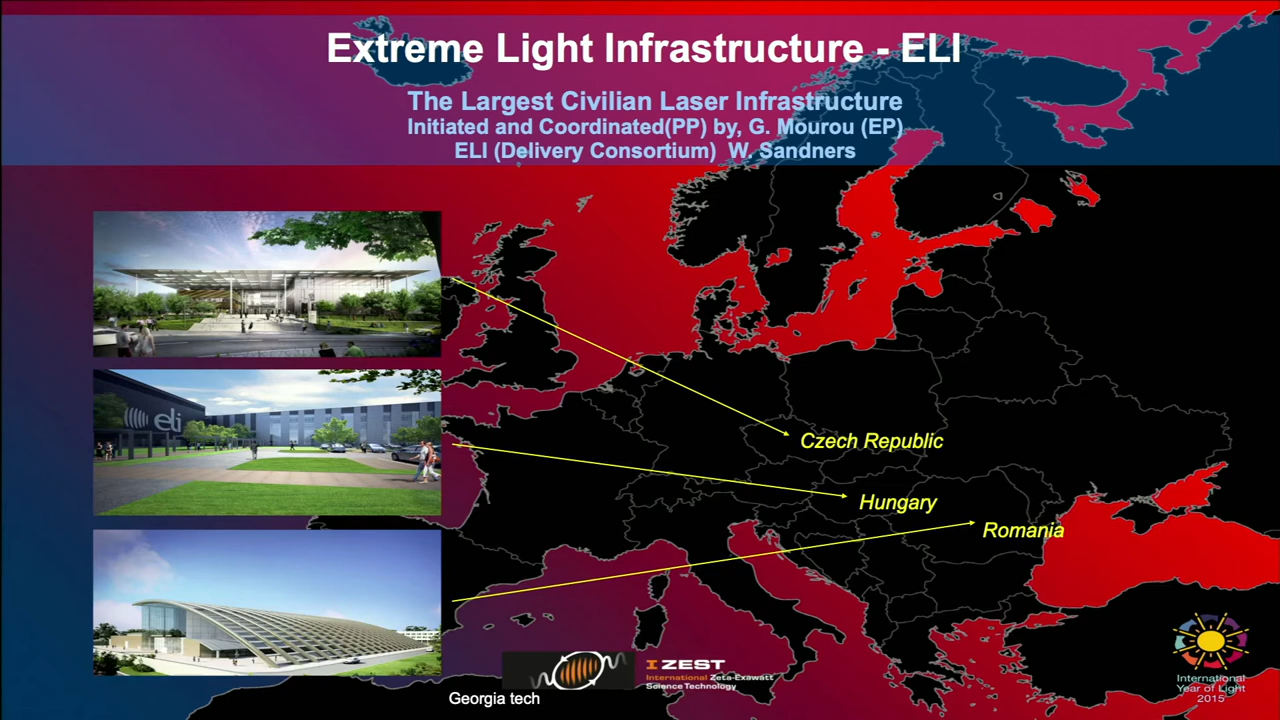 Extreme Light Infrastructure - ELI
The Largest Civilian Laser Infrastructure
Initiated and Coordinated(PP) by, G. Mourou (EP)
ELI (Delivery Consortium) W. Sandners
eli
Czech Republic
Hungary
Romania
IZEST
International Zeta-Exawatt
Science Technology
Georgia tech
International
Year of Light
2015